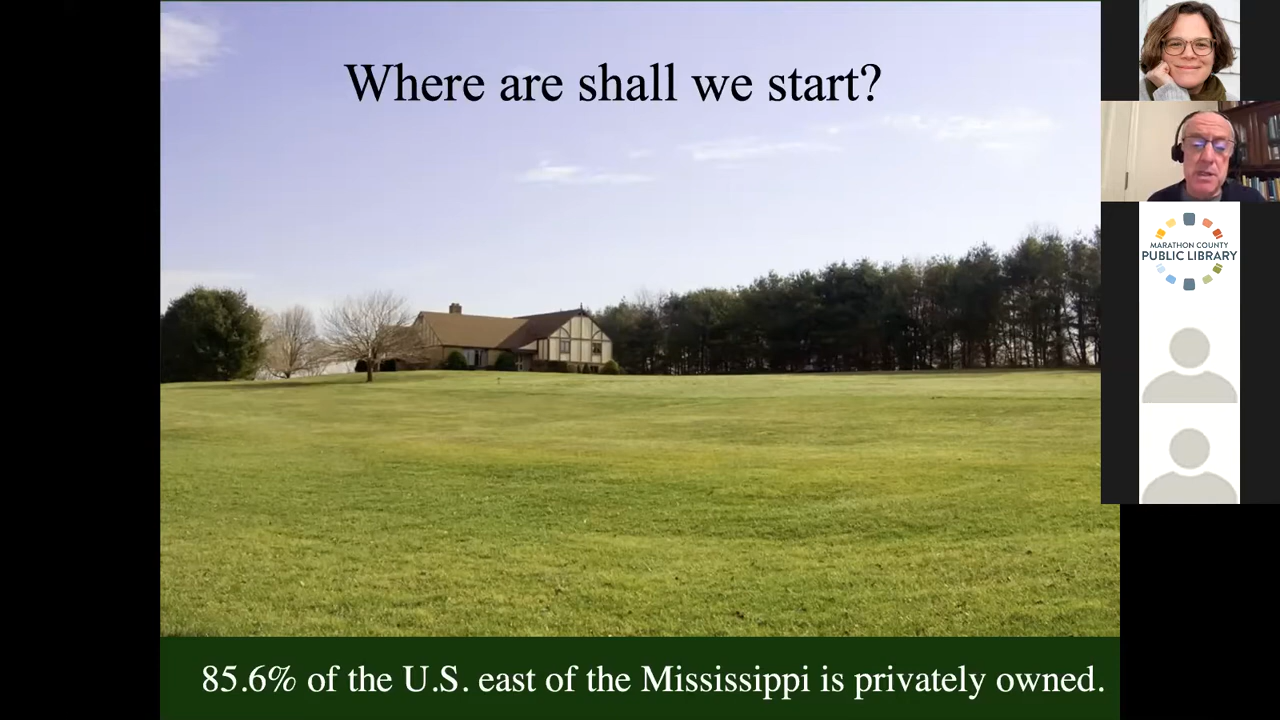 Where are shall we start?
MARATHON COUNTY
PUBLIC LIBRARY
85.6% of the U.S. east of the Mississippi is privately owned.